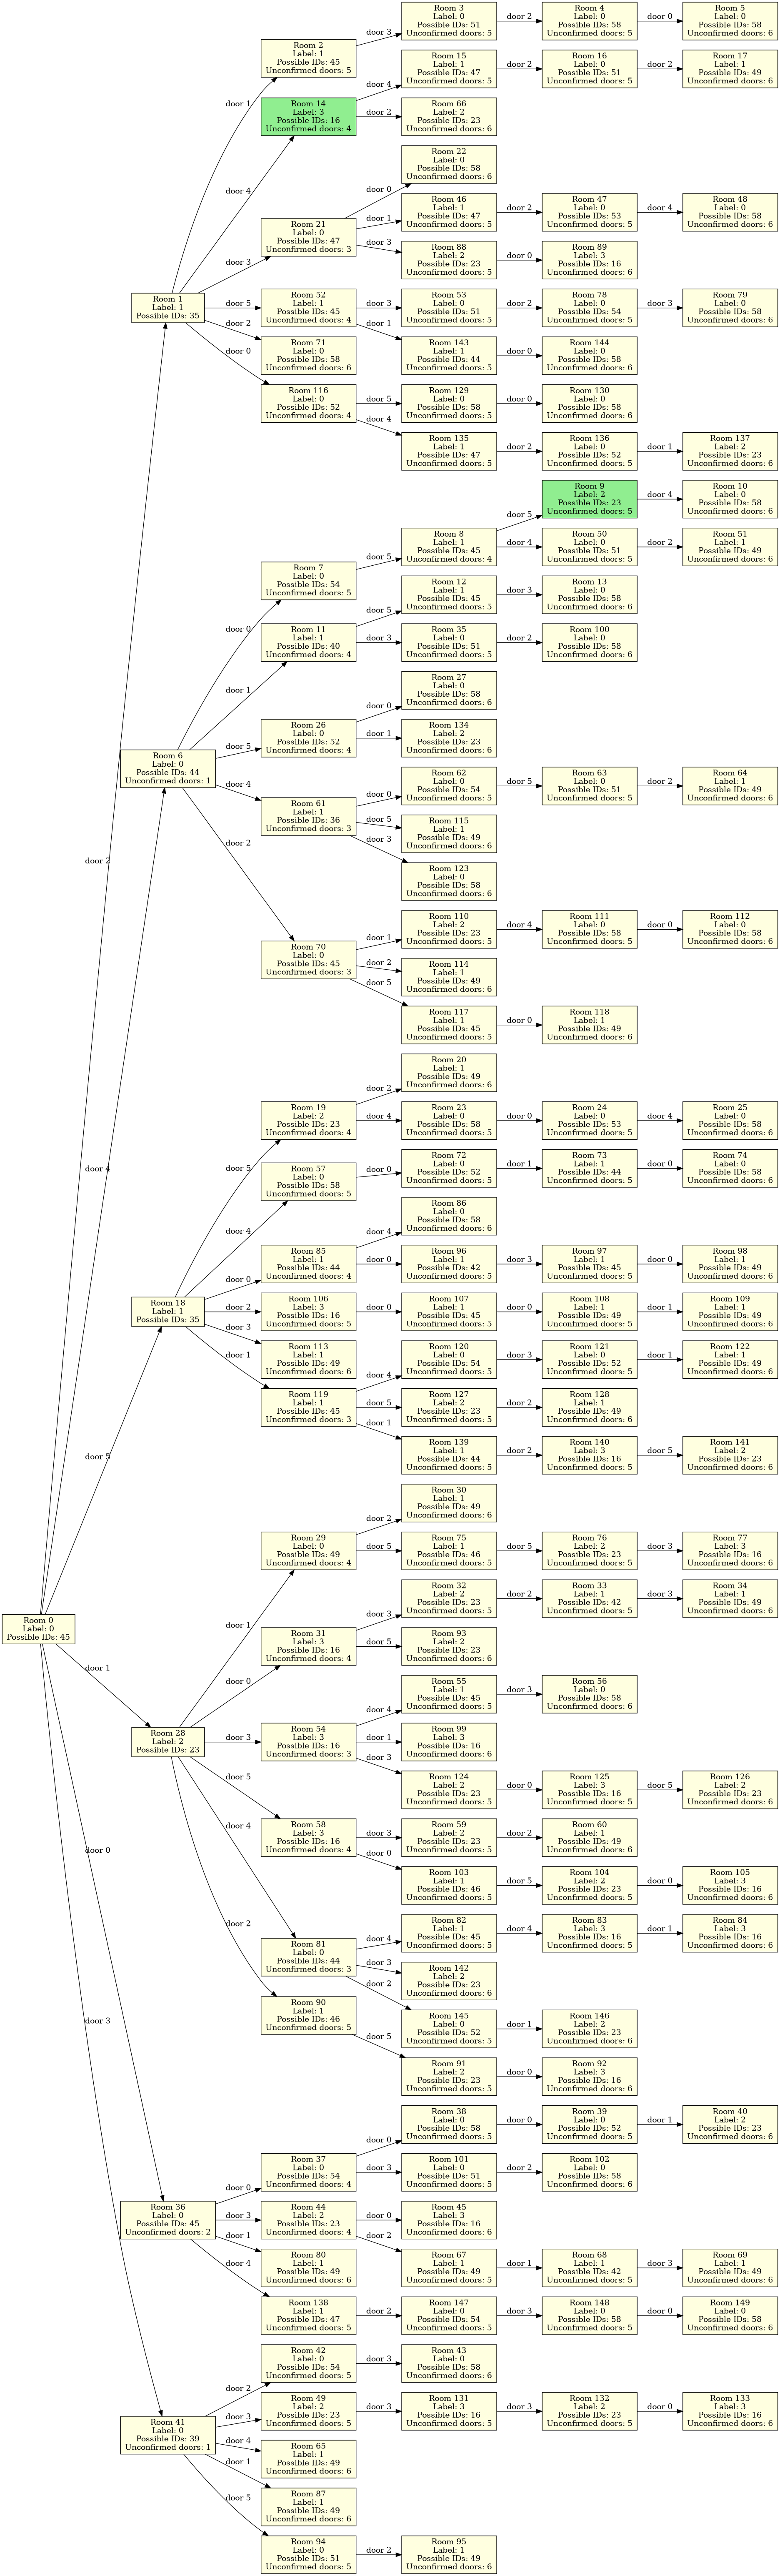 Room 0
Label: 0
Possible IDs: 45
door 2
Room 1
Label: 1
Possible IDs: 35
door 1
Room 2
Label: 1
Possible IDs: 45
Unconfirmed doors: 5
door 3
Room 3
Label: 0
Possible IDs: 51
Unconfirmed doors: 5
door 2
Room 4
Label: 0
Possible IDs: 58
Unconfirmed doors: 5
door 0
Room 5
Label: 0
Possible IDs: 58
Unconfirmed doors: 6
door 4
Room 14
Label: 3
Possible IDs: 16
Unconfirmed doors: 4
door 4
Room 15
Label: 1
Possible IDs: 47
Unconfirmed doors: 5
door 2
Room 16
Label: 0
Possible IDs: 51
Unconfirmed doors: 5
door 2
Room 17
Label: 1
Possible IDs: 49
Unconfirmed doors: 6
door 2
Room 66
Label: 2
Possible IDs: 23
Unconfirmed doors: 6
door 3
Room 21
Label: 0
Possible IDs: 47
Unconfirmed doors: 3
door 0
Room 22
Label: 0
Possible IDs: 58
Unconfirmed doors: 6
door 1
Room 46
Label: 1
Possible IDs: 47
Unconfirmed doors: 5
door 2
Room 47
Label: 0
Possible IDs: 53
Unconfirmed doors: 5
door 4
Room 48
Label: 0
Possible IDs: 58
Unconfirmed doors: 6
door 3
Room 88
Label: 2
Possible IDs: 23
Unconfirmed doors: 5
door 0
Room 89
Label: 3
Possible IDs: 16
Unconfirmed doors: 6
door 5
Room 52
Label: 1
Possible IDs: 45
Unconfirmed doors: 4
door 3
Room 53
Label: 0
Possible IDs: 51
Unconfirmed doors: 5
door 2
Room 78
Label: 0
Possible IDs: 54
Unconfirmed doors: 5
door 3
Room 79
Label: 0
Possible IDs: 58
Unconfirmed doors: 6
door 1
Room 143
Label: 1
Possible IDs: 44
Unconfirmed doors: 5
door 0
Room 144
Label: 0
Possible IDs: 58
Unconfirmed doors: 6
door 2
Room 71
Label: 0
Possible IDs: 58
Unconfirmed doors: 6
door 0
Room 116
Label: 0
Possible IDs: 52
Unconfirmed doors: 4
door 5
Room 129
Label: 0
Possible IDs: 58
Unconfirmed doors: 5
door 0
Room 130
Label: 0
Possible IDs: 58
Unconfirmed doors: 6
door 4
Room 135
Label: 1
Possible IDs: 47
Unconfirmed doors: 5
door 2
Room 136
Label: 0
Possible IDs: 52
Unconfirmed doors: 5
door 1
Room 137
Label: 2
Possible IDs: 23
Unconfirmed doors: 6
door 4
Room 6
Label: 0
Possible IDs: 44
Unconfirmed doors: 1
door 0
Room 7
Label: 0
Possible IDs: 54
Unconfirmed doors: 5
door 5
Room 8
Label: 1
Possible IDs: 45
Unconfirmed doors: 4
door 5
Room 9
Label: 2
Possible IDs: 23
Unconfirmed doors: 5
door 4
Room 10
Label: 0
Possible IDs: 58
Unconfirmed doors: 6
door 4
Room 50
Label: 0
Possible IDs: 51
Unconfirmed doors: 5
door 2
Room 51
Label: 1
Possible IDs: 49
Unconfirmed doors: 6
door 1
Room 11
Label: 1
Possible IDs: 40
Unconfirmed doors: 4
door 5
Room 12
Label: 1
Possible IDs: 45
Unconfirmed doors: 5
door 3
Room 13
Label: 0
Possible IDs: 58
Unconfirmed doors: 6
door 3
Room 35
Label: 0
Possible IDs: 51
Unconfirmed doors: 5
door 2
Room 100
Label: 0
Possible IDs: 58
Unconfirmed doors: 6
door 5
Room 26
Label: 0
Possible IDs: 52
Unconfirmed doors: 4
door 0
Room 27
Label: 0
Possible IDs: 58
Unconfirmed doors: 6
door 1
Room 134
Label: 2
Possible IDs: 23
Unconfirmed doors: 6
door 4
Room 61
Label: 1
Possible IDs: 36
Unconfirmed doors: 3
door 0
Room 62
Label: 0
Possible IDs: 54
Unconfirmed doors: 5
door 5
Room 63
Label: 0
Possible IDs: 51
Unconfirmed doors: 5
door 2
Room 64
Label: 1
Possible IDs: 49
Unconfirmed doors: 6
door 5
Room 115
Label: 1
Possible IDs: 49
Unconfirmed doors: 6
door 3
Room 123
Label: 0
Possible IDs: 58
Unconfirmed doors: 6
door 2
Room 70
Label: 0
Possible IDs: 45
Unconfirmed doors: 3
door 1
Room 110
Label: 2
Possible IDs: 23
Unconfirmed doors: 5
door 4
Room 111
Label: 0
Possible IDs: 58
Unconfirmed doors: 5
door 0
Room 112
Label: 0
Possible IDs: 58
Unconfirmed doors: 6
door 2
Room 114
Label: 1
Possible IDs: 49
Unconfirmed doors: 6
door 5
Room 117
Label: 1
Possible IDs: 45
Unconfirmed doors: 5
door 0
Room 118
Label: 1
Possible IDs: 49
Unconfirmed doors: 6
door 5
Room 18
Label: 1
Possible IDs: 35
door 5
Room 19
Label: 2
Possible IDs: 23
Unconfirmed doors: 4
door 2
Room 20
Label: 1
Possible IDs: 49
Unconfirmed doors: 6
door 4
Room 23
Label: 0
Possible IDs: 58
Unconfirmed doors: 5
door 0
Room 24
Label: 0
Possible IDs: 53
Unconfirmed doors: 5
door 4
Room 25
Label: 0
Possible IDs: 58
Unconfirmed doors: 6
door 4
Room 57
Label: 0
Possible IDs: 58
Unconfirmed doors: 5
door 0
Room 72
Label: 0
Possible IDs: 52
Unconfirmed doors: 5
door 1
Room 73
Label: 1
Possible IDs: 44
Unconfirmed doors: 5
door 0
Room 74
Label: 0
Possible IDs: 58
Unconfirmed doors: 6
door 0
Room 85
Label: 1
Possible IDs: 44
Unconfirmed doors: 4
door 4
Room 86
Label: 0
Possible IDs: 58
Unconfirmed doors: 6
door 0
Room 96
Label: 1
Possible IDs: 42
Unconfirmed doors: 5
door 3
Room 97
Label: 1
Possible IDs: 45
Unconfirmed doors: 5
door 0
Room 98
Label: 1
Possible IDs: 49
Unconfirmed doors: 6
door 2
Room 106
Label: 3
Possible IDs: 16
Unconfirmed doors: 5
door 0
Room 107
Label: 1
Possible IDs: 45
Unconfirmed doors: 5
door 0
Room 108
Label: 1
Possible IDs: 49
Unconfirmed doors: 5
door 1
Room 109
Label: 1
Possible IDs: 49
Unconfirmed doors: 6
door 3
Room 113
Label: 1
Possible IDs: 49
Unconfirmed doors: 6
door 1
Room 119
Label: 1
Possible IDs: 45
Unconfirmed doors: 3
door 4
Room 120
Label: 0
Possible IDs: 54
Unconfirmed doors: 5
door 3
Room 121
Label: 0
Possible IDs: 52
Unconfirmed doors: 5
door 1
Room 122
Label: 1
Possible IDs: 49
Unconfirmed doors: 6
door 5
Room 127
Label: 2
Possible IDs: 23
Unconfirmed doors: 5
door 2
Room 128
Label: 1
Possible IDs: 49
Unconfirmed doors: 6
door 1
Room 139
Label: 1
Possible IDs: 44
Unconfirmed doors: 5
door 2
Room 140
Label: 3
Possible IDs: 16
Unconfirmed doors: 5
door 5
Room 141
Label: 2
Possible IDs: 23
Unconfirmed doors: 6
door 1
Room 28
Label: 2
Possible IDs: 23
door 1
Room 29
Label: 0
Possible IDs: 49
Unconfirmed doors: 4
door 2
Room 30
Label: 1
Possible IDs: 49
Unconfirmed doors: 6
door 5
Room 75
Label: 1
Possible IDs: 46
Unconfirmed doors: 5
door 5
Room 76
Label: 2
Possible IDs: 23
Unconfirmed doors: 5
door 3
Room 77
Label: 3
Possible IDs: 16
Unconfirmed doors: 6
door 0
Room 31
Label: 3
Possible IDs: 16
Unconfirmed doors: 4
door 3
Room 32
Label: 2
Possible IDs: 23
Unconfirmed doors: 5
door 2
Room 33
Label: 1
Possible IDs: 42
Unconfirmed doors: 5
door 3
Room 34
Label: 1
Possible IDs: 49
Unconfirmed doors: 6
door 5
Room 93
Label: 2
Possible IDs: 23
Unconfirmed doors: 6
door 3
Room 54
Label: 3
Possible IDs: 16
Unconfirmed doors: 3
door 4
Room 55
Label: 1
Possible IDs: 45
Unconfirmed doors: 5
door 3
Room 56
Label: 0
Possible IDs: 58
Unconfirmed doors: 6
door 1
Room 99
Label: 3
Possible IDs: 16
Unconfirmed doors: 6
door 3
Room 124
Label: 2
Possible IDs: 23
Unconfirmed doors: 5
door 0
Room 125
Label: 3
Possible IDs: 16
Unconfirmed doors: 5
door 5
Room 126
Label: 2
Possible IDs: 23
Unconfirmed doors: 6
door 5
Room 58
Label: 3
Possible IDs: 16
Unconfirmed doors: 4
door 3
Room 59
Label: 2
Possible IDs: 23
Unconfirmed doors: 5
door 2
Room 60
Label: 1
Possible IDs: 49
Unconfirmed doors: 6
door 0
Room 103
Label: 1
Possible IDs: 46
Unconfirmed doors: 5
door 5
Room 104
Label: 2
Possible IDs: 23
Unconfirmed doors: 5
door 0
Room 105
Label: 3
Possible IDs: 16
Unconfirmed doors: 6
door 4
Room 81
Label: 0
Possible IDs: 44
Unconfirmed doors: 3
door 4
Room 82
Label: 1
Possible IDs: 45
Unconfirmed doors: 5
door 4
Room 83
Label: 3
Possible IDs: 16
Unconfirmed doors: 5
door 1
Room 84
Label: 3
Possible IDs: 16
Unconfirmed doors: 6
door 3
Room 142
Label: 2
Possible IDs: 23
Unconfirmed doors: 6
door 2
Room 145
Label: 0
Possible IDs: 52
Unconfirmed doors: 5
door 1
Room 146
Label: 2
Possible IDs: 23
Unconfirmed doors: 6
door 2
Room 90
Label: 1
Possible IDs: 46
Unconfirmed doors: 5
door 5
Room 91
Label: 2
Possible IDs: 23
Unconfirmed doors: 5
door 0
Room 92
Label: 3
Possible IDs: 16
Unconfirmed doors: 6
door 0
Room 36
Label: 0
Possible IDs: 45
Unconfirmed doors: 2
door 0
Room 37
Label: 0
Possible IDs: 54
Unconfirmed doors: 4
door 0
Room 38
Label: 0
Possible IDs: 58
Unconfirmed doors: 5
door 0
Room 39
Label: 0
Possible IDs: 52
Unconfirmed doors: 5
door 1
Room 40
Label: 2
Possible IDs: 23
Unconfirmed doors: 6
door 3
Room 101
Label: 0
Possible IDs: 51
Unconfirmed doors: 5
door 2
Room 102
Label: 0
Possible IDs: 58
Unconfirmed doors: 6
door 3
Room 44
Label: 2
Possible IDs: 23
Unconfirmed doors: 4
door 0
Room 45
Label: 3
Possible IDs: 16
Unconfirmed doors: 6
door 2
Room 67
Label: 1
Possible IDs: 49
Unconfirmed doors: 5
door 1
Room 68
Label: 1
Possible IDs: 42
Unconfirmed doors: 5
door 3
Room 69
Label: 1
Possible IDs: 49
Unconfirmed doors: 6
door 1
Room 80
Label: 1
Possible IDs: 49
Unconfirmed doors: 6
door 4
Room 138
Label: 1
Possible IDs: 47
Unconfirmed doors: 5
door 2
Room 147
Label: 0
Possible IDs: 54
Unconfirmed doors: 5
door 3
Room 148
Label: 0
Possible IDs: 58
Unconfirmed doors: 5
door 0
Room 149
Label: 0
Possible IDs: 58
Unconfirmed doors: 6
door 3
Room 41
Label: 0
Possible IDs: 39
Unconfirmed doors: 1
door 2
Room 42
Label: 0
Possible IDs: 54
Unconfirmed doors: 5
door 3
Room 43
Label: 0
Possible IDs: 58
Unconfirmed doors: 6
door 3
Room 49
Label: 2
Possible IDs: 23
Unconfirmed doors: 5
door 3
Room 131
Label: 3
Possible IDs: 16
Unconfirmed doors: 5
door 3
Room 132
Label: 2
Possible IDs: 23
Unconfirmed doors: 5
door 0
Room 133
Label: 3
Possible IDs: 16
Unconfirmed doors: 6
door 4
Room 65
Label: 1
Possible IDs: 49
Unconfirmed doors: 6
door 1
Room 87
Label: 1
Possible IDs: 49
Unconfirmed doors: 6
door 5
Room 94
Label: 0
Possible IDs: 51
Unconfirmed doors: 5
door 2
Room 95
Label: 1
Possible IDs: 49
Unconfirmed doors: 6